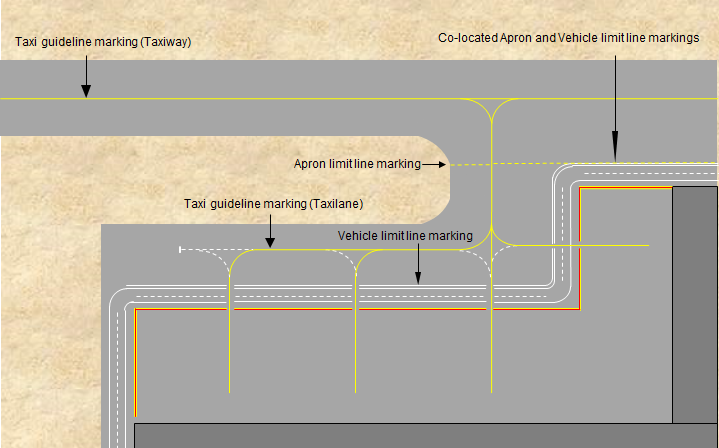 Taxi guideline marking (Taxiway)
Co-located Apron and Vehicle limit line markings
Apron limit line marking
Taxi guideline marking (Taxilane)
Vehicle limit line marking